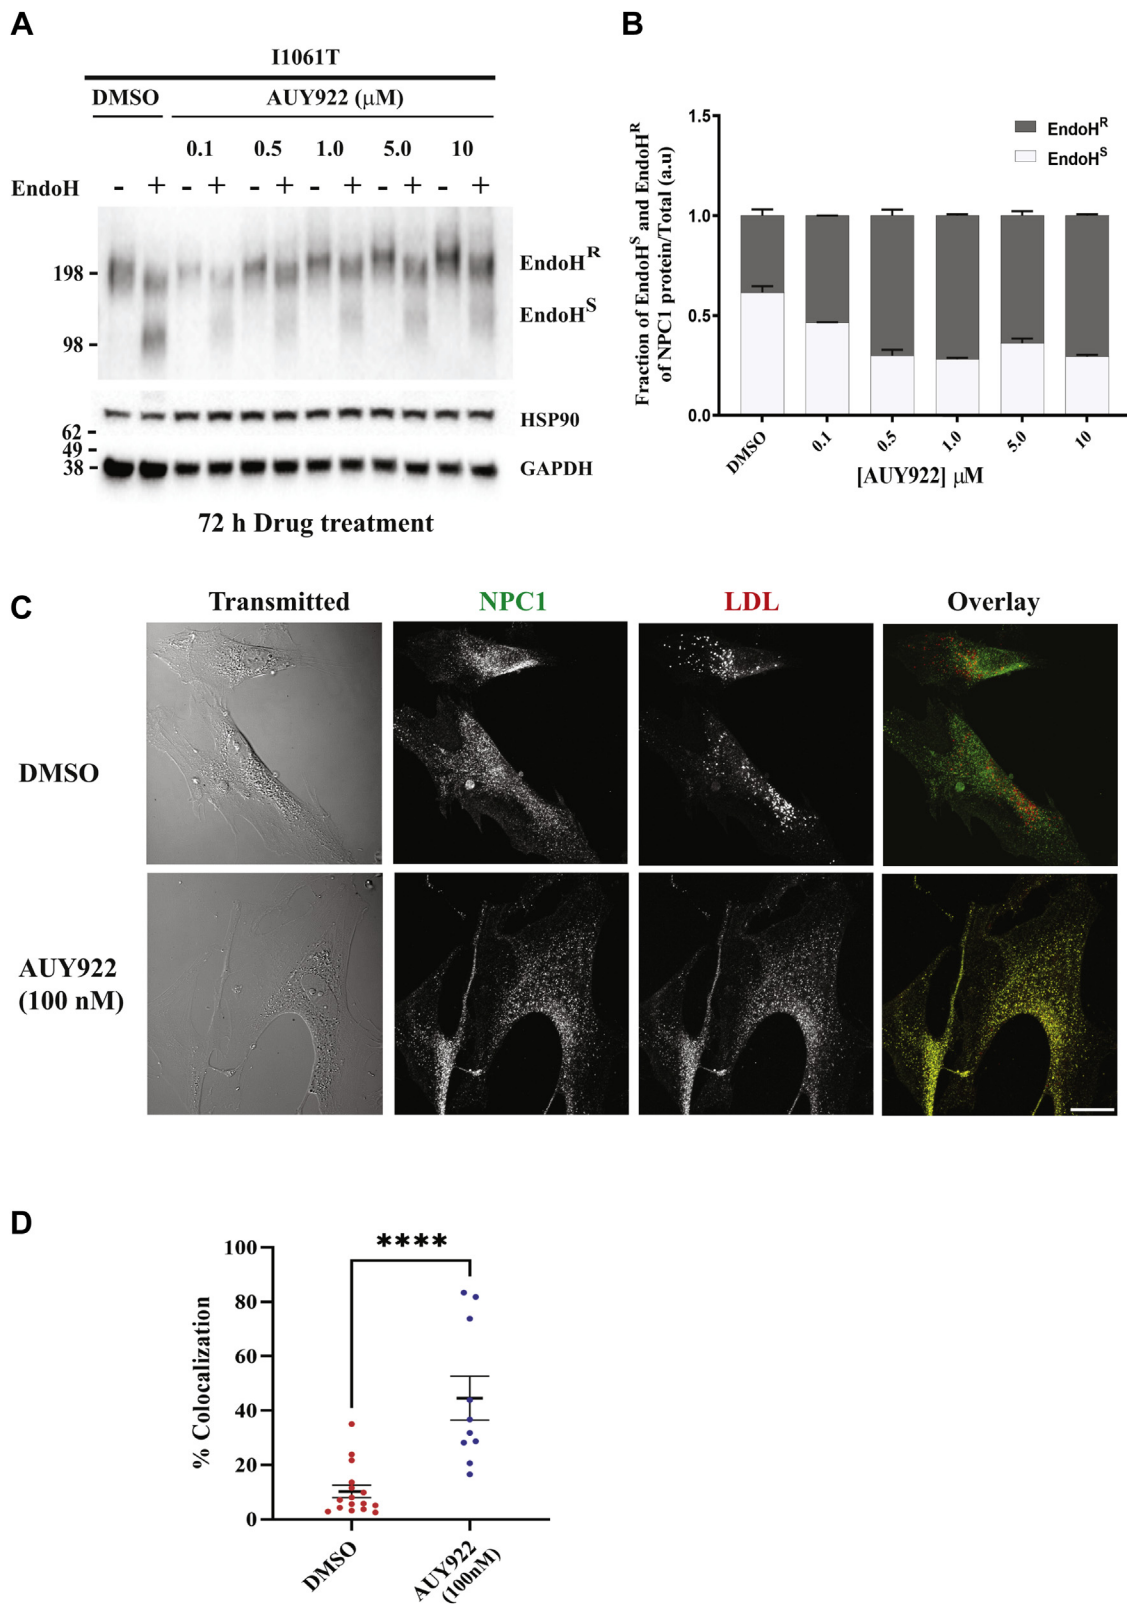 A
I1061T
DMSO AUY922 (μM)
0.1 0.5 1.0 5.0 10
EndoH - + - + - + - + - + - +
198
98
EndoH^R
EndoH^S
HSP90
62
49
38
GAPDH
72 h Drug treatment
B
Fraction of EndoH^S and EndoH^R
of NPC1 protein/Total (a.u)
1.5
1.0
0.5
0.0
EndoH^R
EndoH^S
DMSO 0.1 0.5 1.0 5.0 10
[AUY922] μM
C
Transmitted NPC1 LDL Overlay
DMSO
AUY922
(100 nM)
D
% Colocalization
100
80
60
40
20
0
****
DMSO
AUY922
(100nM)